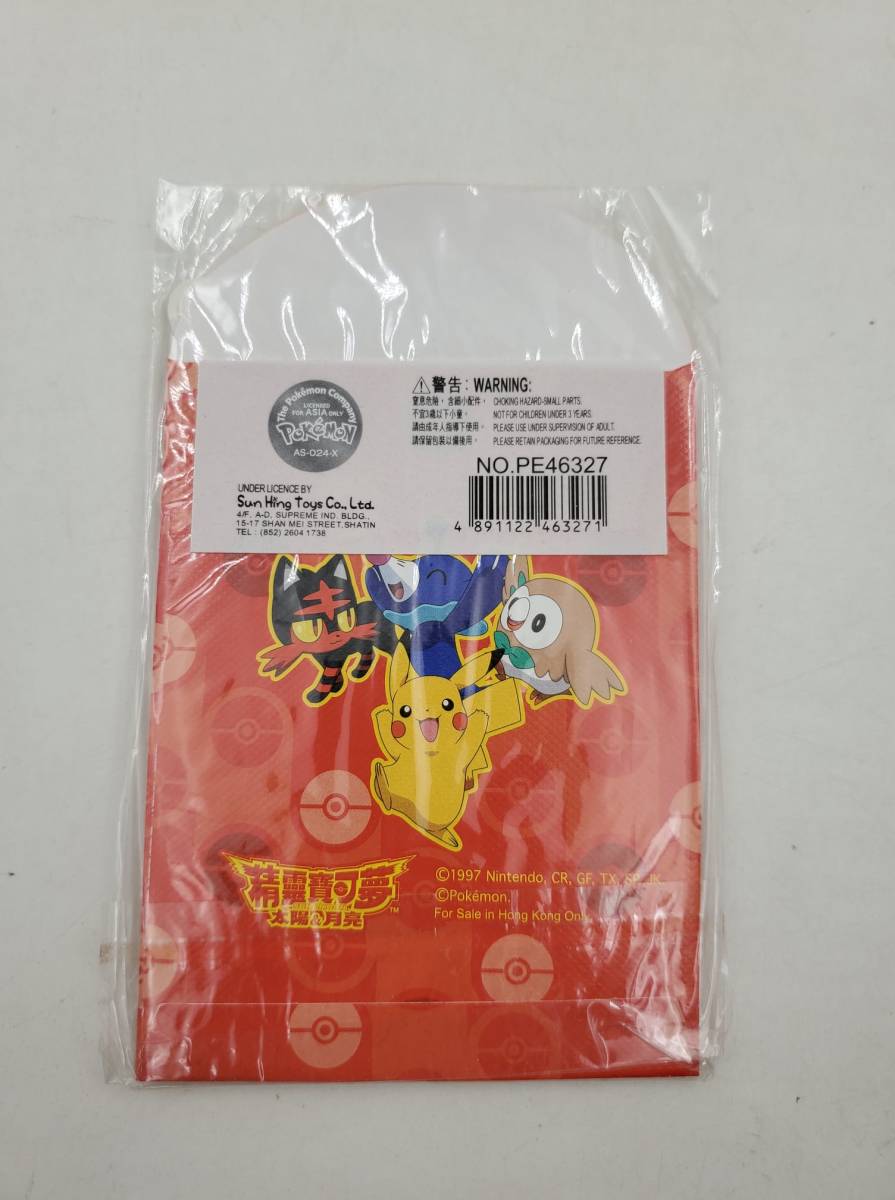 The Pokémon Company
LICENSED
FOR ASIA ONLY
POKéMON
AS-024-X
UNDER LICENCE BY
Sun Hing Toys Co., Ltd.
4/F. A-D, SUPREME IND. BLDG.,
15-17 SHAN MEI STREET,SHATIN
TEL : (852) 2604 1738
警告: WARNING:
窒息危險，含細小配件， CHOKING HAZARD-SMALL PARTS.
不宜3歲以下小童。 NOT FOR CHILDREN UNDER 3 YEARS.
請由成年人指導下使用。 PLEASE USE UNDER SUPERVISION OF ADULT.
請保留包裝以備後用。 PLEASE RETAIN PACKAGING FOR FUTURE REFERENCE.
NO.PE46327
4 891122 463271
精靈寶可夢™
太陽&月亮
©1997 Nintendo, CR, GF, TX, SP, JK.
©Pokémon.
For Sale in Hong Kong Only.